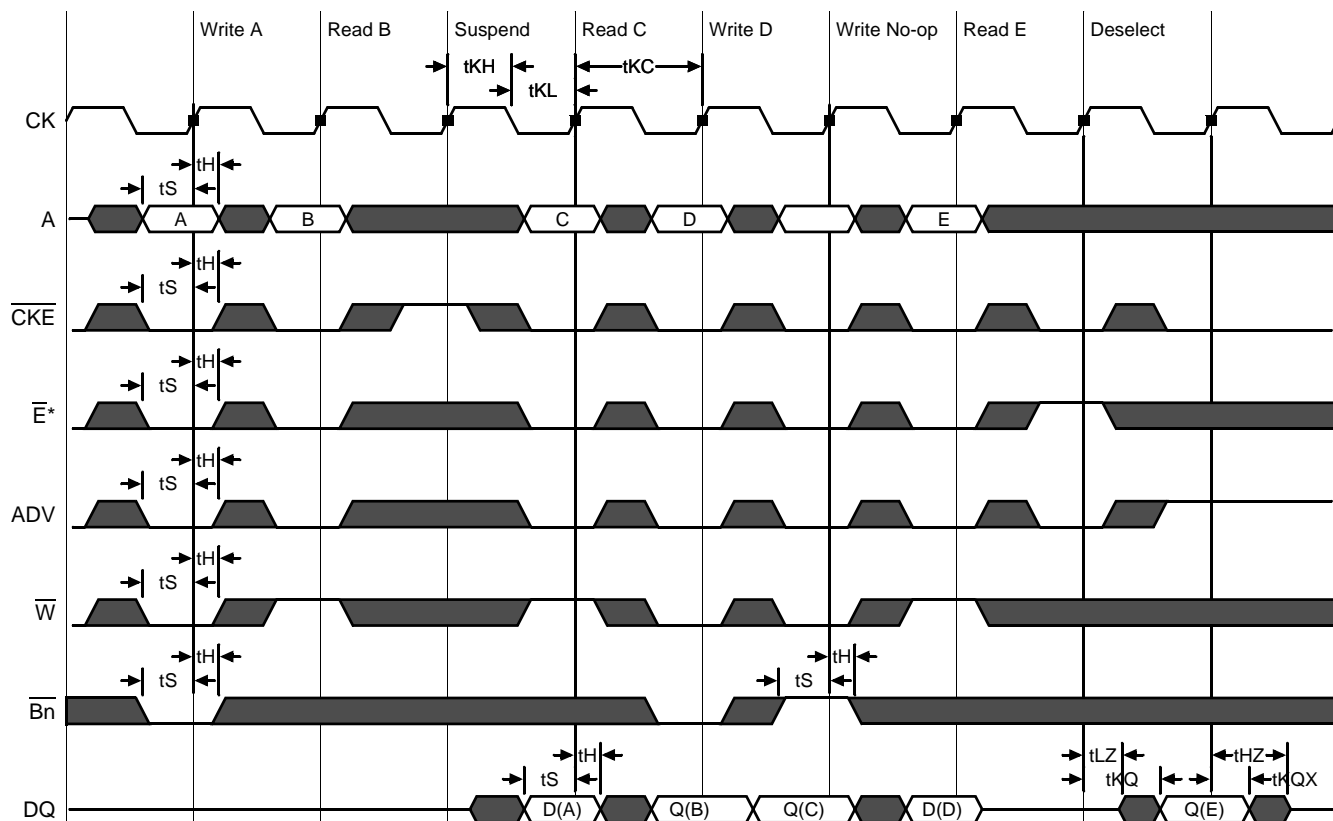 Write A Read B Suspend Read C Write D Write No-op Read E Deselect
tKH tKC
tKL
CK
tH
tS
A A B C D E
tH
tS
CKE
tH
tS
E*
tH
tS
ADV
tH
tS
W
tH tH
tS tS
Bn
tH tLZ tHZ
tS tKQ tKQX
DQ D(A) Q(B) Q(C) D(D) Q(E)